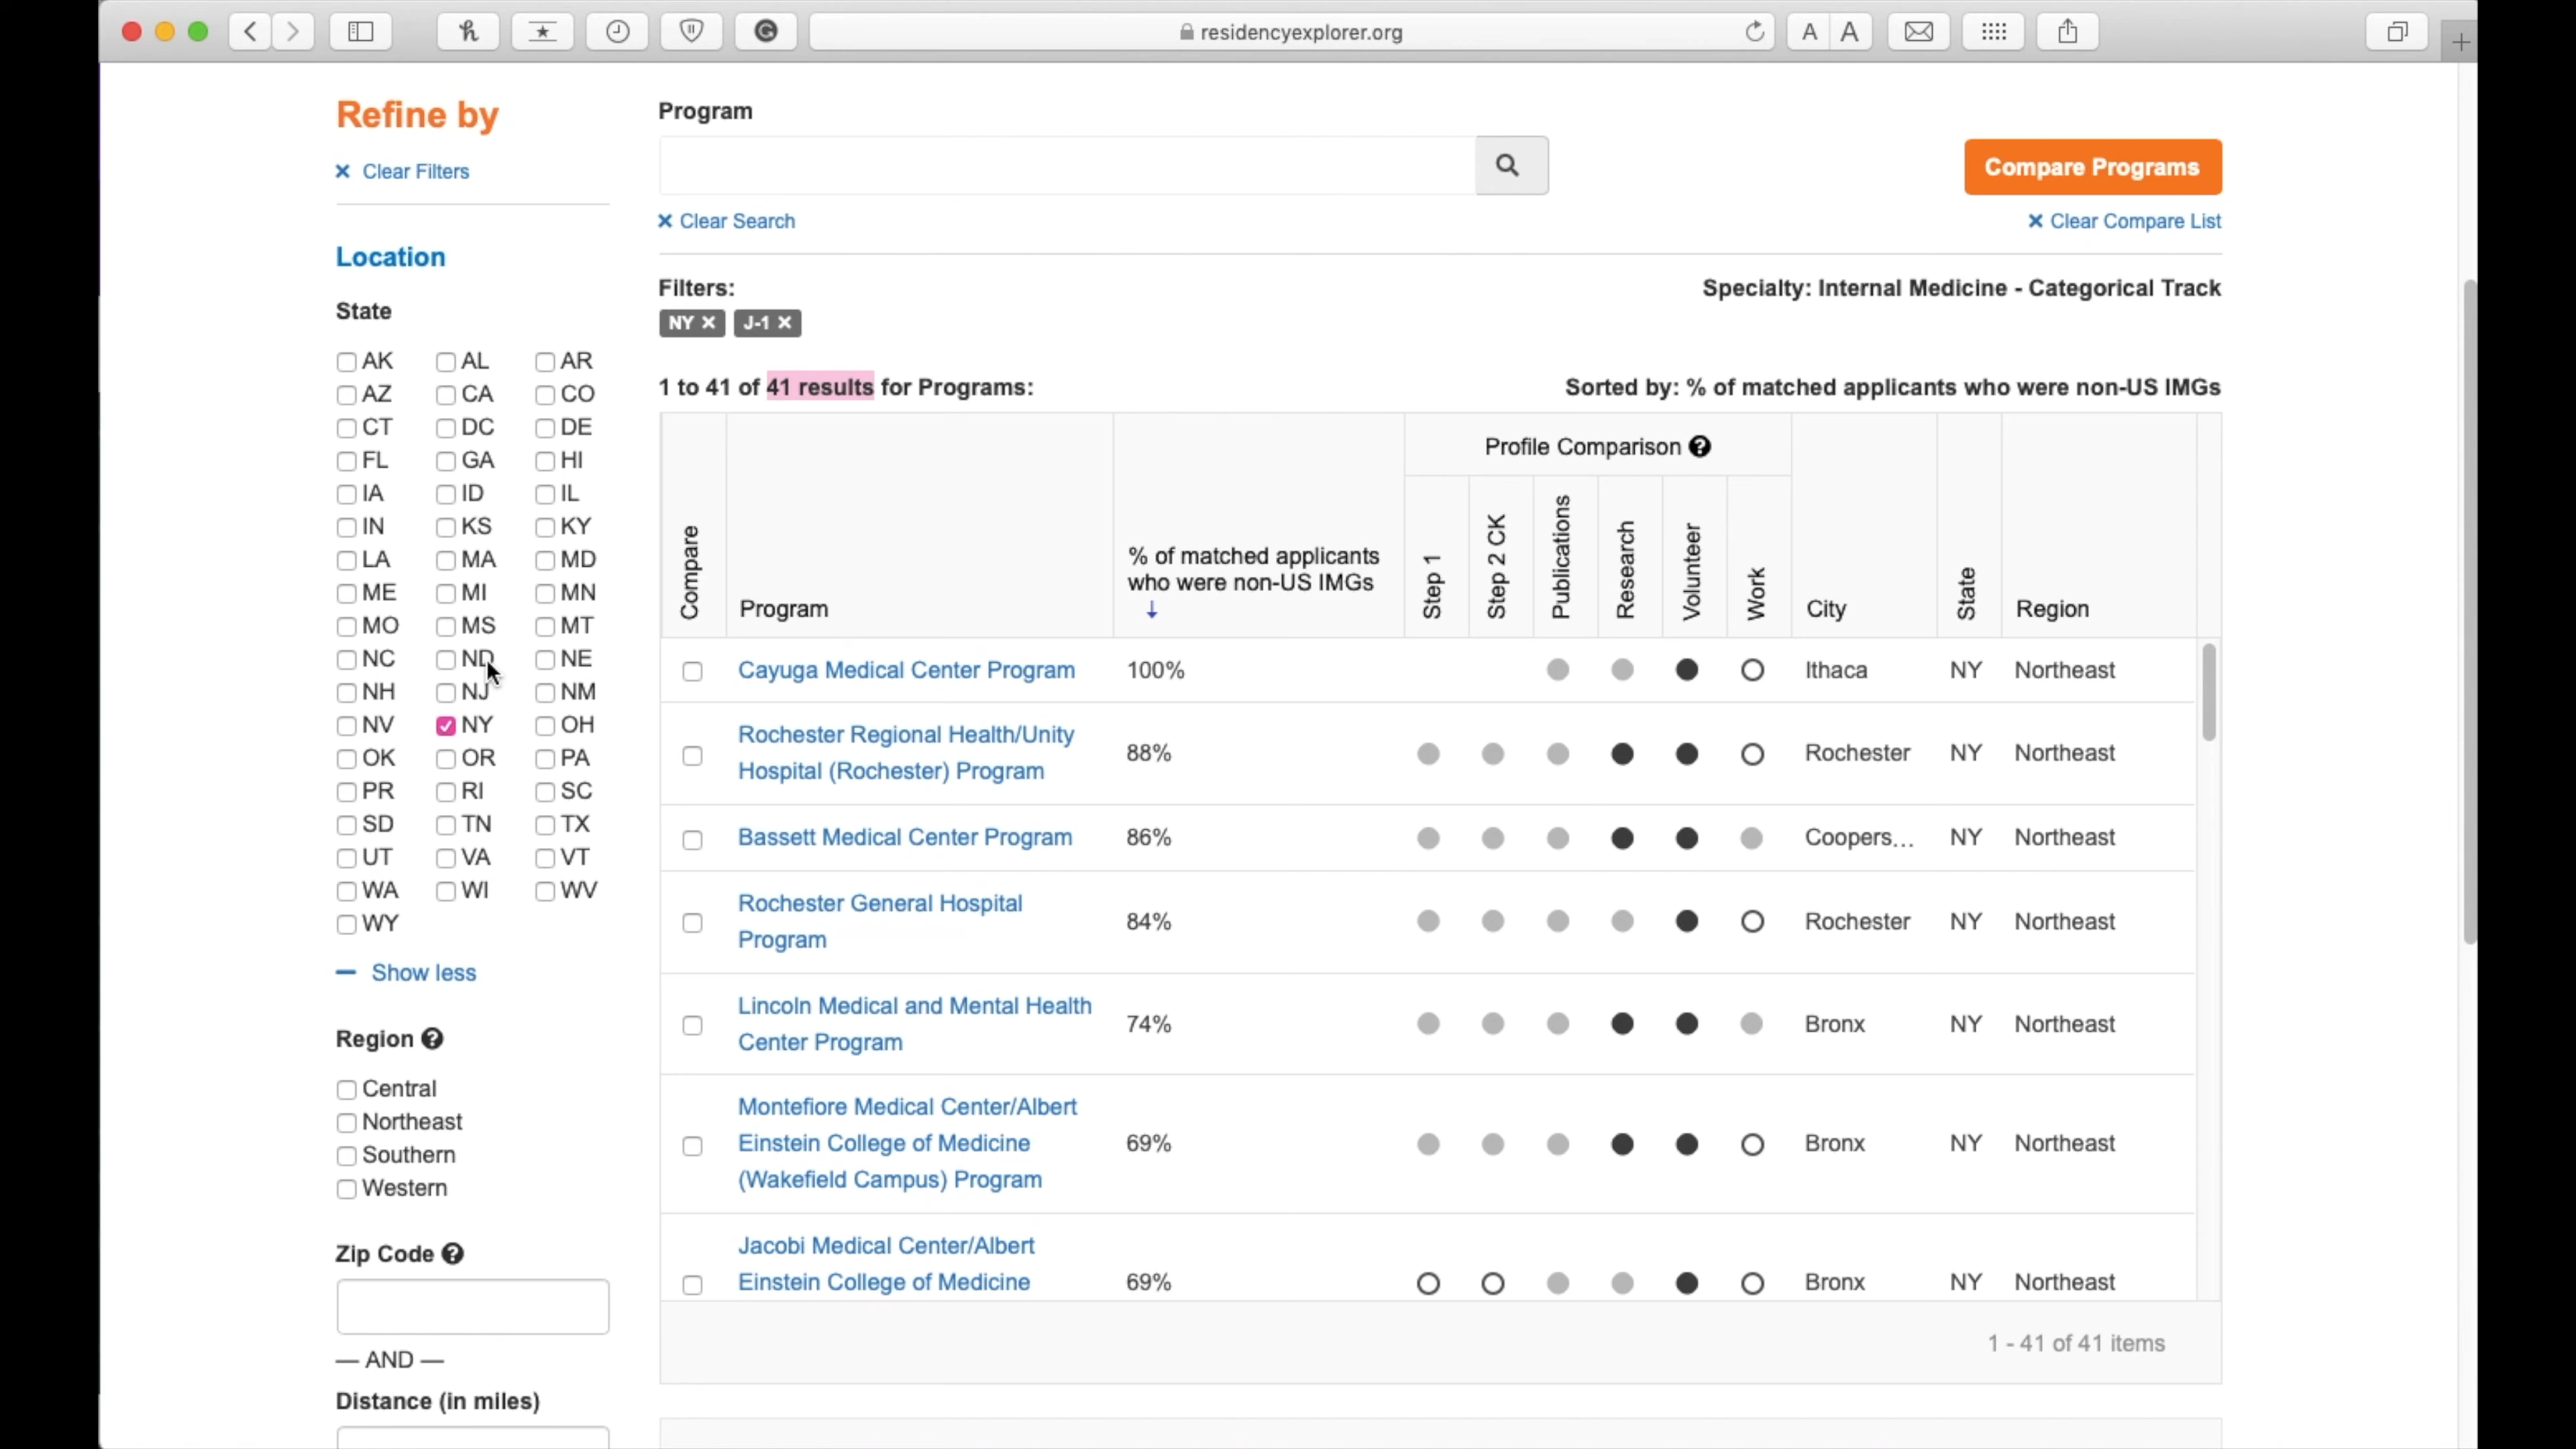 residencyexplorer.org
A A
Refine by
Clear Filters
Location
State
AK AL AR
AZ CA CO
CT DC DE
FL GA HI
IA ID IL
IN KS KY
LA MA MD
ME MI MN
MO MS MT
NC ND NE
NH NJ NM
NV NY OH
OK OR PA
PR RI SC
SD TN TX
UT VA VT
WA WI WV
WY
Show less
Region
Central
Northeast
Southern
Western
Zip Code
— AND —
Distance (in miles)
Program
Compare Programs
Clear Search
Clear Compare List
Filters:
Specialty: Internal Medicine - Categorical Track
NY J-1
1 to 41 of 41 results for Programs:
Sorted by: % of matched applicants who were non-US IMGs
Compare
Program
% of matched applicants
who were non-US IMGs
Profile Comparison
Step 1
Step 2 CK
Publications
Research
Volunteer
Work
City
State
Region
Cayuga Medical Center Program 100% Ithaca NY Northeast
Rochester Regional Health/Unity
Hospital (Rochester) Program
88% Rochester NY Northeast
Bassett Medical Center Program 86% Coopers... NY Northeast
Rochester General Hospital
Program
84% Rochester NY Northeast
Lincoln Medical and Mental Health
Center Program
74% Bronx NY Northeast
Montefiore Medical Center/Albert
Einstein College of Medicine
(Wakefield Campus) Program
69% Bronx NY Northeast
Jacobi Medical Center/Albert
Einstein College of Medicine
69% Bronx NY Northeast
1 - 41 of 41 items